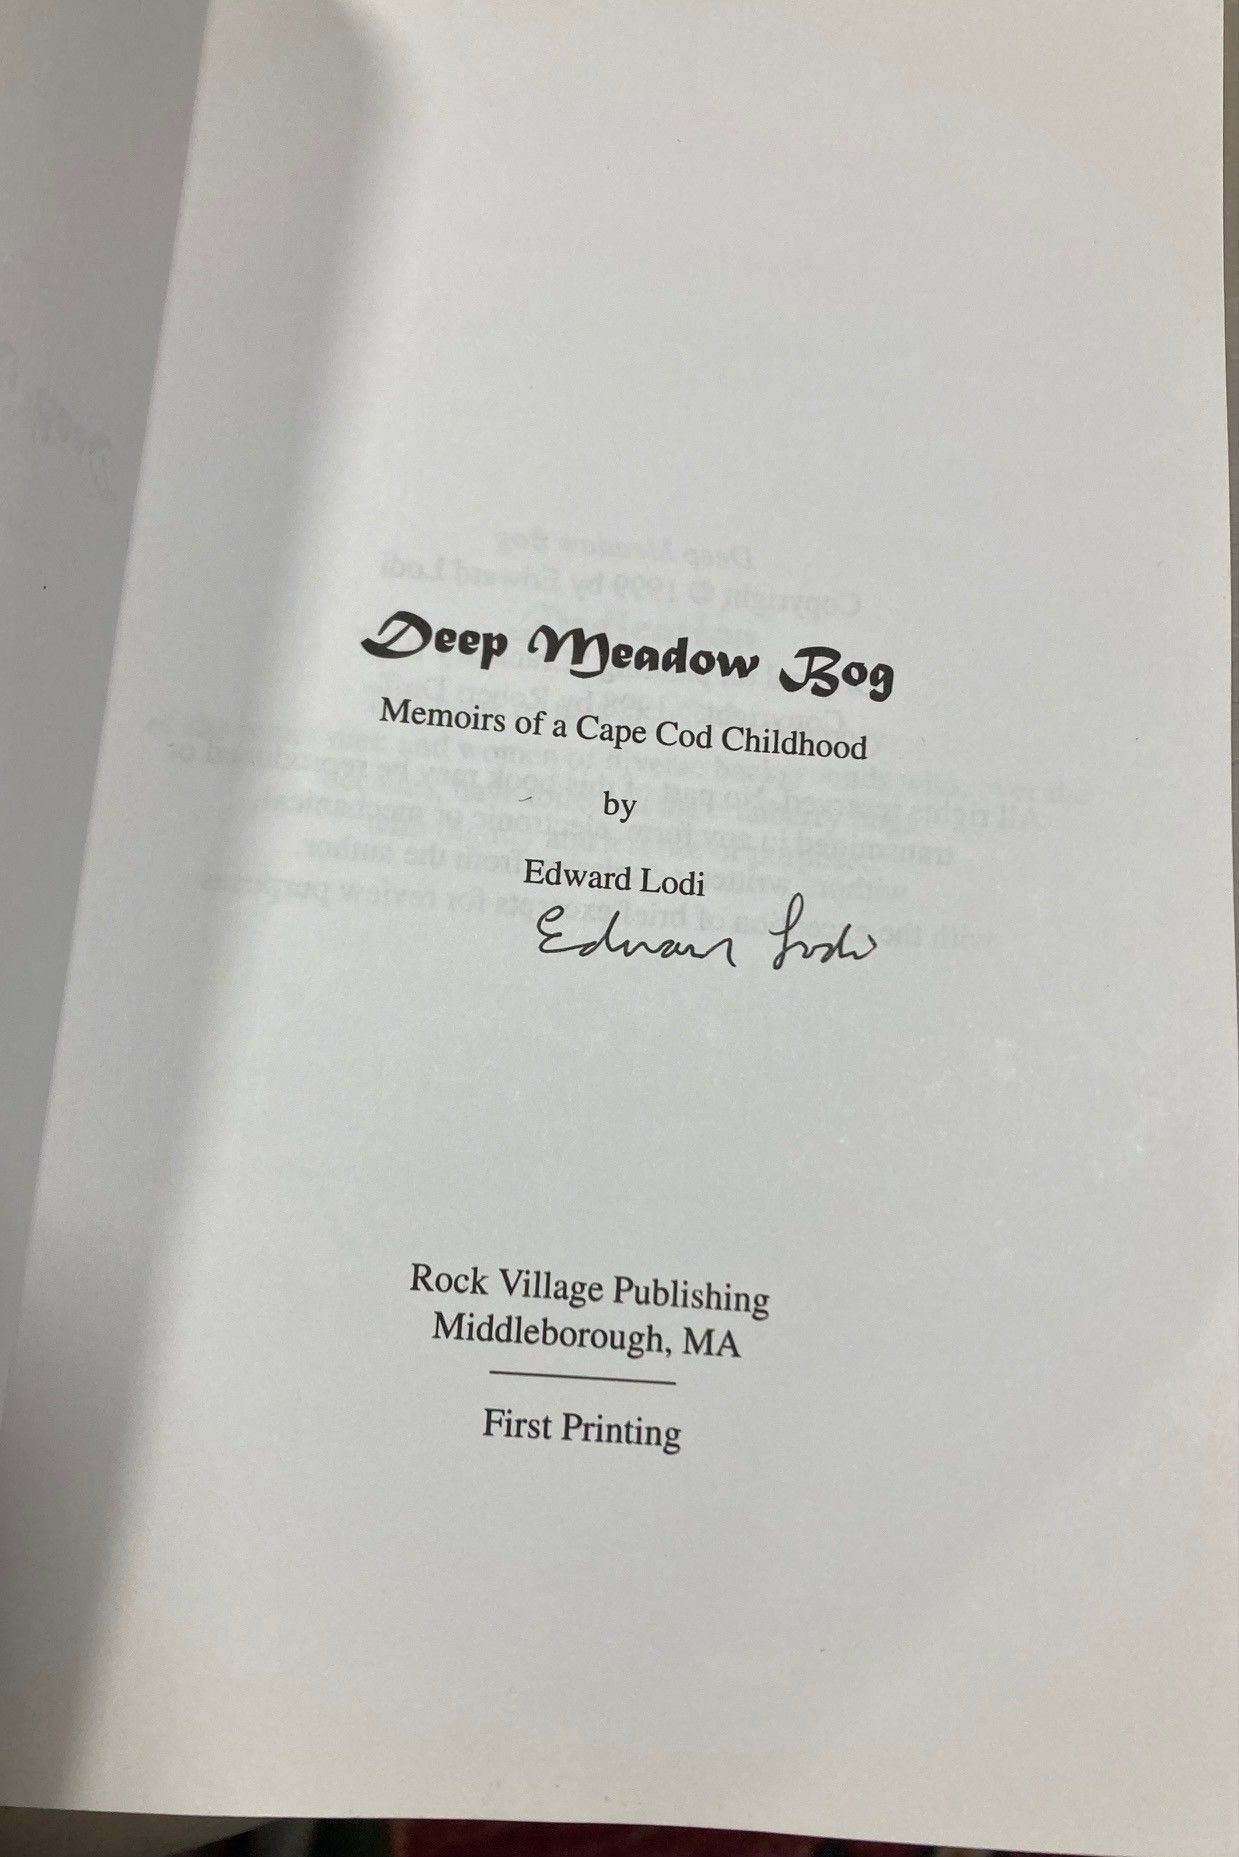 Deep Meadow Bog
Memoirs of a Cape Cod Childhood
by
Edward Lodi
Edward Lodi
Rock Village Publishing
Middleborough, MA
First Printing